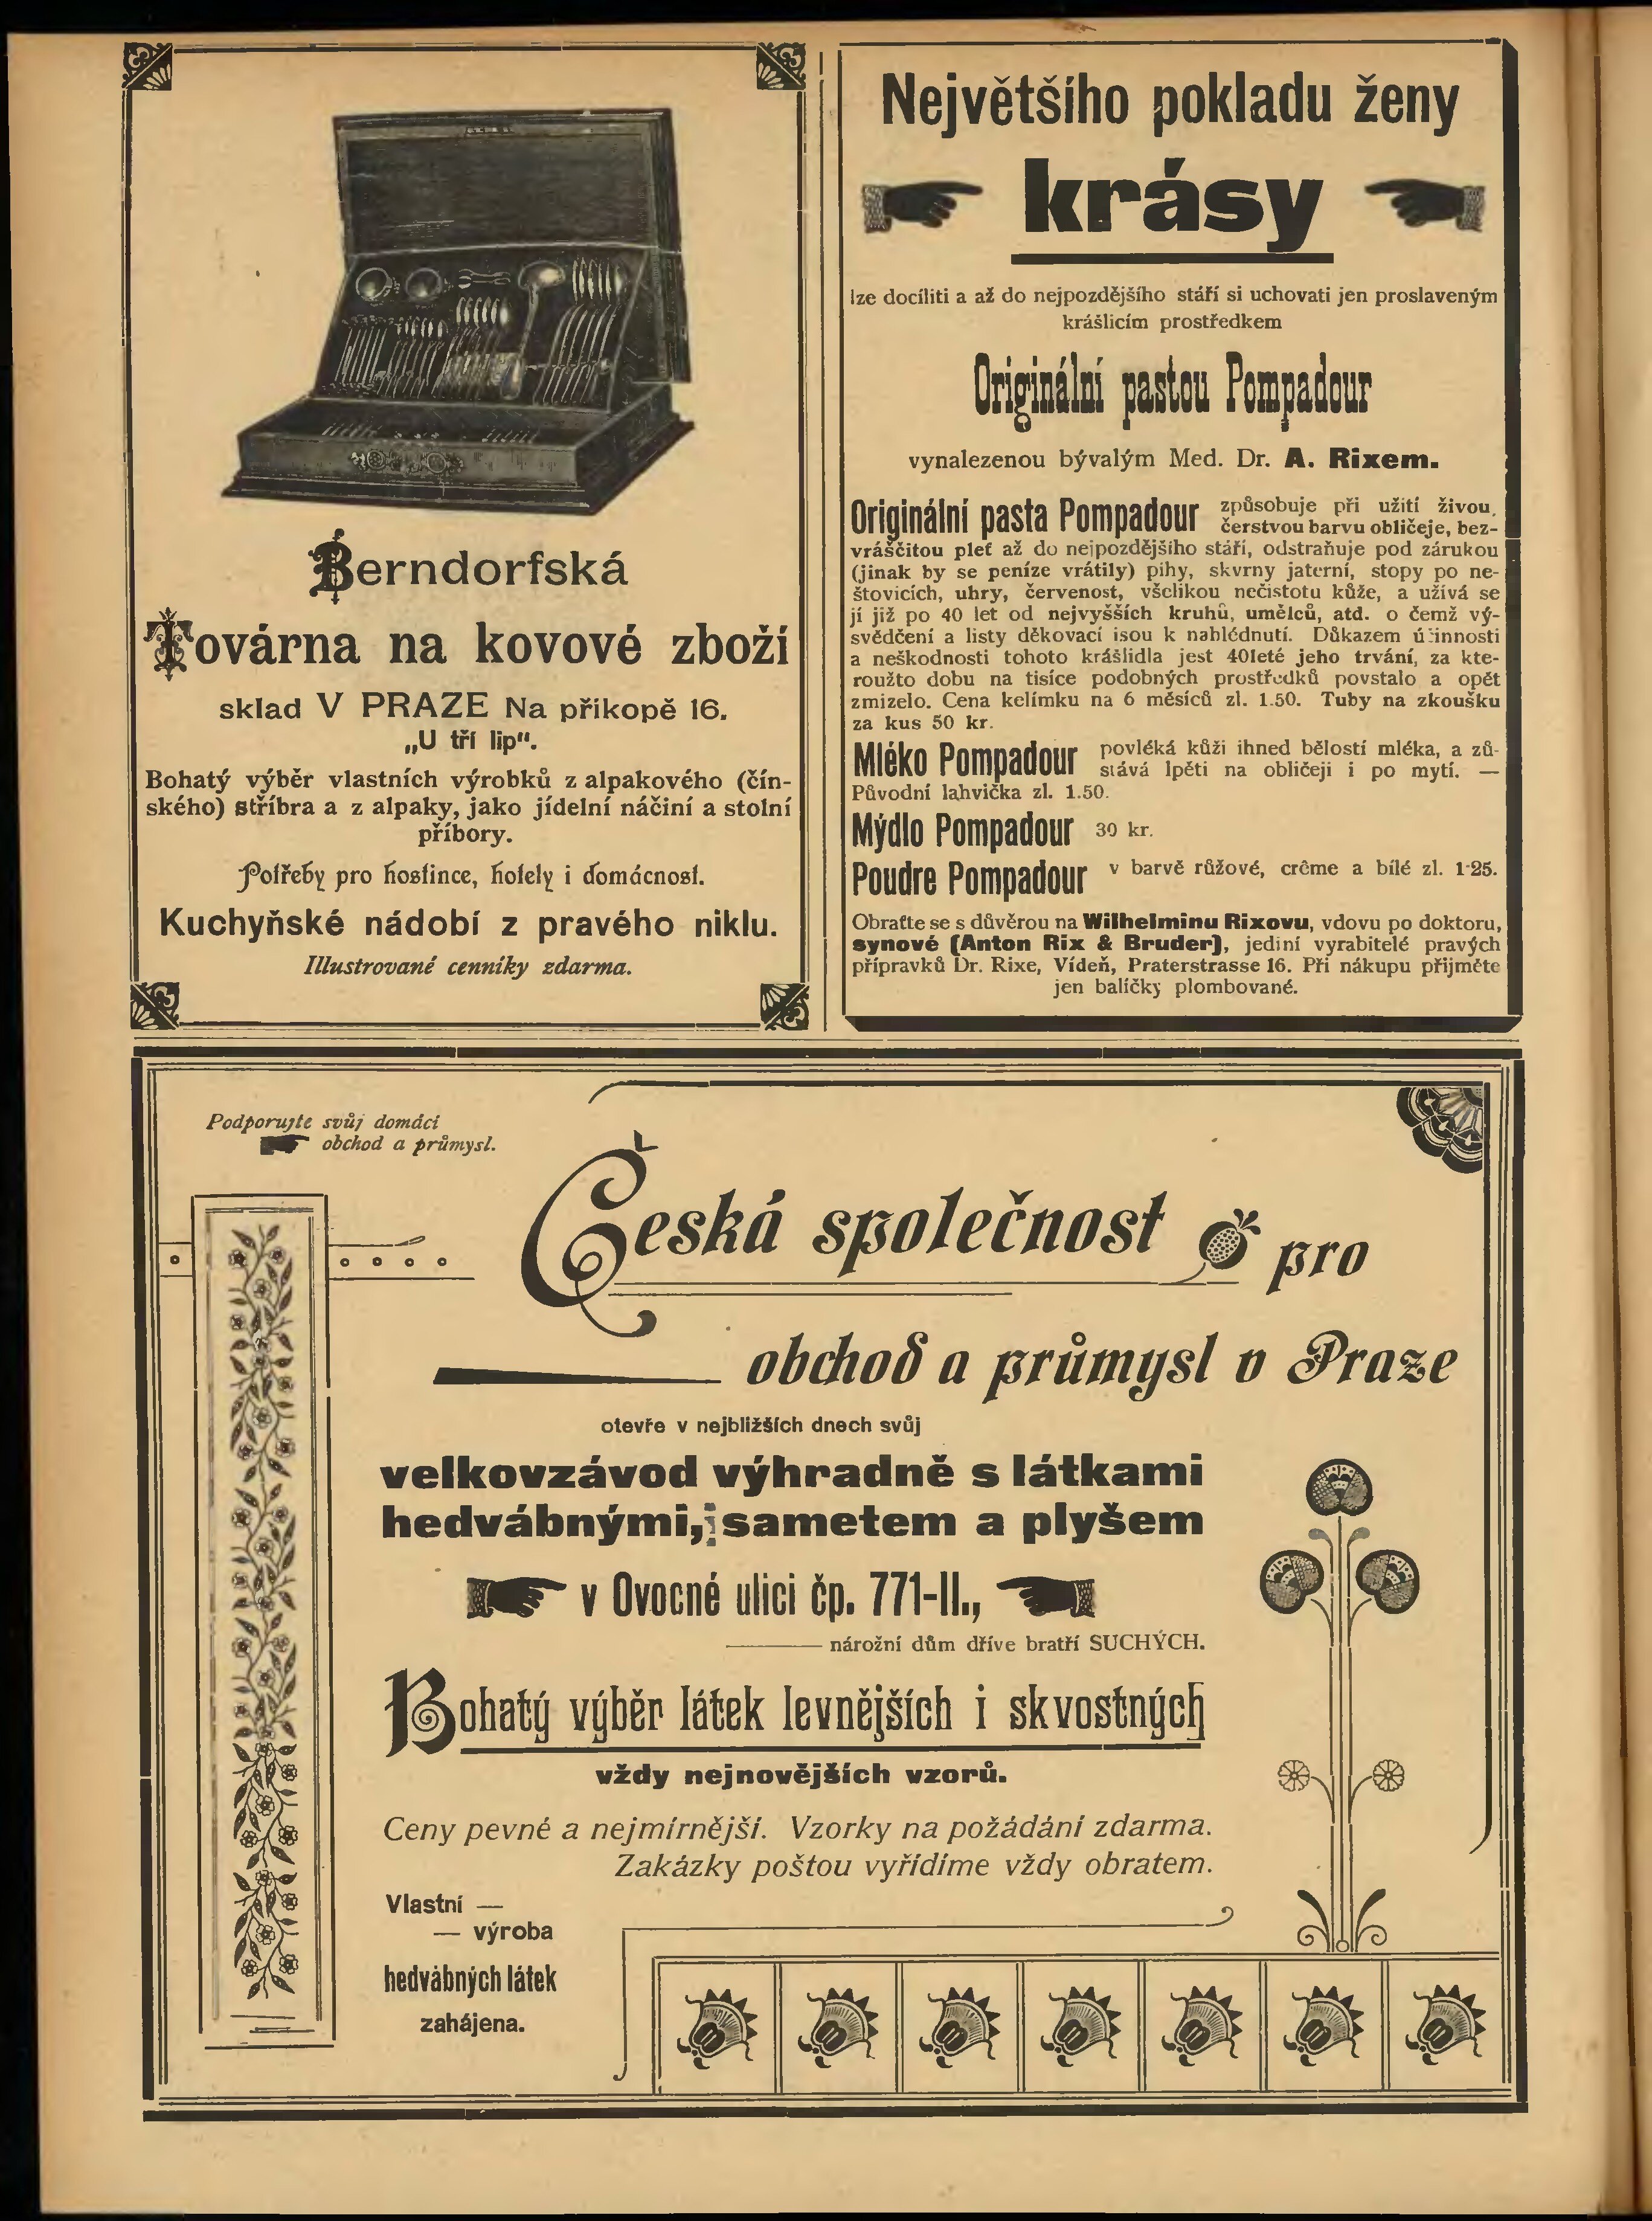 Berndorfská
Továrna na kovové zboží
sklad V PRAZE Na přikopě 16.
„U tří lip".
Bohatý výběr vlastních výrobků z alpakového (čín-
ského) stříbra a z alpaky, jako jídelní náčiní a stolní
příbory.
Potřeby pro hostince, hotely i domácnost.
Kuchyňské nádobí z pravého niklu.
Illustrované cenníky zdarma.
Největšího pokladu ženy
krásy
lze docíliti a až do nejpozdějšího stáří si uchovati jen proslaveným
krášlicím prostředkem
Originální pastou Pompadour
vynalezenou bývalým Med. Dr. A. Rixem.
Originální pasta Pompadour způsobuje při užití živou,
čerstvou barvu obličeje, bez-
vráščitou pleť až do nejpozdějšího stáří, odstraňuje pod zárukou
(jinak by se peníze vrátily) pihy, skvrny jaterní, stopy po ne-
štovicích, uhry, červenost, všelikou nečistotu kůže, a užívá se
jí již po 40 let od nejvyšších kruhů, umělců, atd. o čemž vý-
svědčení a listy děkovací jsou k nahlédnutí. Důkazem účinnosti
a neškodnosti tohoto krášlidla jest 40leté jeho trvání, za kte-
roužto dobu na tisíce podobných prostředků povstalo a opět
zmizelo. Cena kelímku na 6 měsíců zl. 1.50. Tuby na zkoušku
za kus 50 kr.
Mléko Pompadour povléká kůži ihned bělostí mléka, a zů-
stává lpěti na obličeji i po mytí. —
Původní lahvička zl. 1.50.
Mýdlo Pompadour 30 kr.
Poudre Pompadour v barvě růžové, crême a bílé zl. 1·25.
Obraťte se s důvěrou na Wilhelminu Rixovu, vdovu po doktoru,
synové (Anton Rix & Bruder), jediní vyrabitelé pravých
přípravků Dr. Rixe, Vídeň, Praterstrasse 16. Při nákupu přijměte
jen balíčky plombované.
Podporujte svůj domácí
obchod a průmysl.
Česká společnost pro
obchod a průmysl v Praze
otevře v nejbližších dnech svůj
velkovzávod výhradně s látkami
hedvábnými, sametem a plyšem
v Ovocné ulici čp. 771-II.,
nárožní dům dříve bratří SUCHÝCH.
Bohatý výběr látek levnějších i skvostných
vždy nejnovějších vzorů.
Ceny pevné a nejmírnější. Vzorky na požádání zdarma.
Zakázky poštou vyřídíme vždy obratem.
Vlastní —
— výroba
hedvábných látek
zahájena.